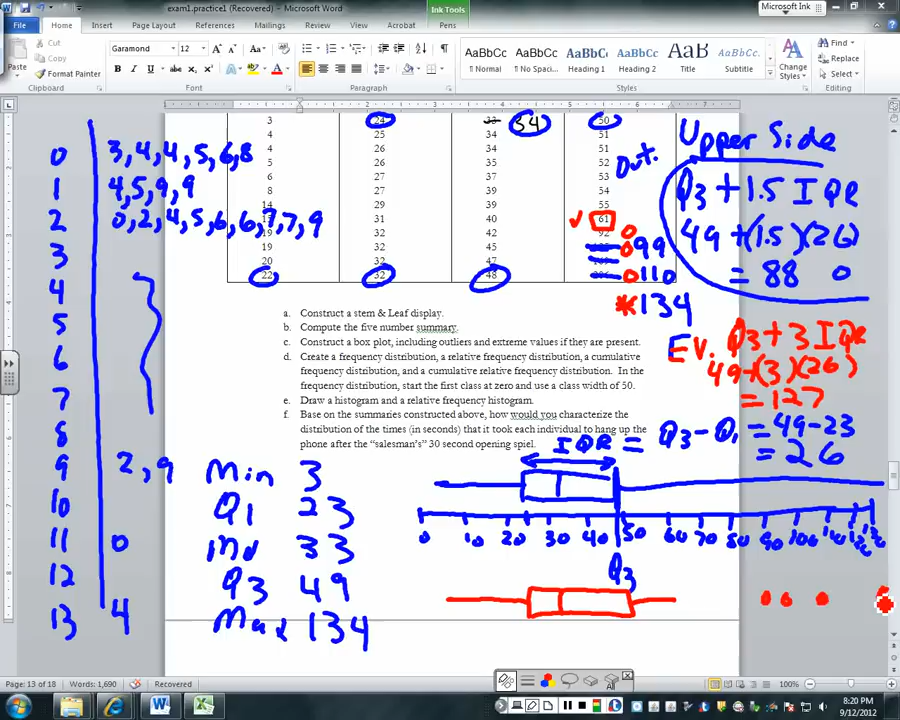 exam1.practice1 (Recovered) - Microsoft Word
Ink Tools
Microsoft Ink
File Home Insert Page Layout References Mailings Review View Acrobat Pens
Cut
Copy
Format Painter
Paste
Garamond 12
Clipboard
Font
Paragraph
Styles
Editing
AaBbCc AaBbCc AaBbC AaBbCc AaB AaBbCc
¶ Normal ¶ No Spaci... Heading 1 Heading 2 Title Subtitle
Change Styles
Find
Replace
Select
3 24 33 34 50
4 25 34 51
4 26 34 51
5 26 35 52
6 27 37 53
8 27 39 54
14 29 39 55
31 40 61
19 32 42 92
19 32 45
20 32 47
22 32 48
Out.
99
110
*134
0 3, 4, 4, 5, 6, 8
1 4, 5, 9, 9
2 0, 2, 4, 5, 6, 6, 7, 7, 9
3
4
5
6
7
8
9 2, 9
10
11 0
12
13 4
Upper Side
Q3 + 1.5 IQR
49 + (1.5)(26)
= 88 0
a. Construct a stem & Leaf display.
b. Compute the five number summary.
c. Construct a box plot, including outliers and extreme values if they are present.
d. Create a frequency distribution, a relative frequency distribution, a cumulative
frequency distribution, and a cumulative relative frequency distribution. In the
frequency distribution, start the first class at zero and use a class width of 50.
e. Draw a histogram and a relative frequency histogram.
f. Base on the summaries constructed above, how would you characterize the
distribution of the times (in seconds) that it took each individual to hang up the
phone after the “salesman's” 30 second opening spiel.
EV. Q3 + 3 IQR
49 + (3)(26)
= 127
IQR = Q3 - Q1 = 49 - 23
= 26
Min 3
Q1 23
Md 33
Q3 49
Max 134
0 10 20 30 40 50 60 70 80 90 100
Q3
Page: 13 of 18 Words: 1,690 Recovered
100%
8:20 PM
9/12/2012